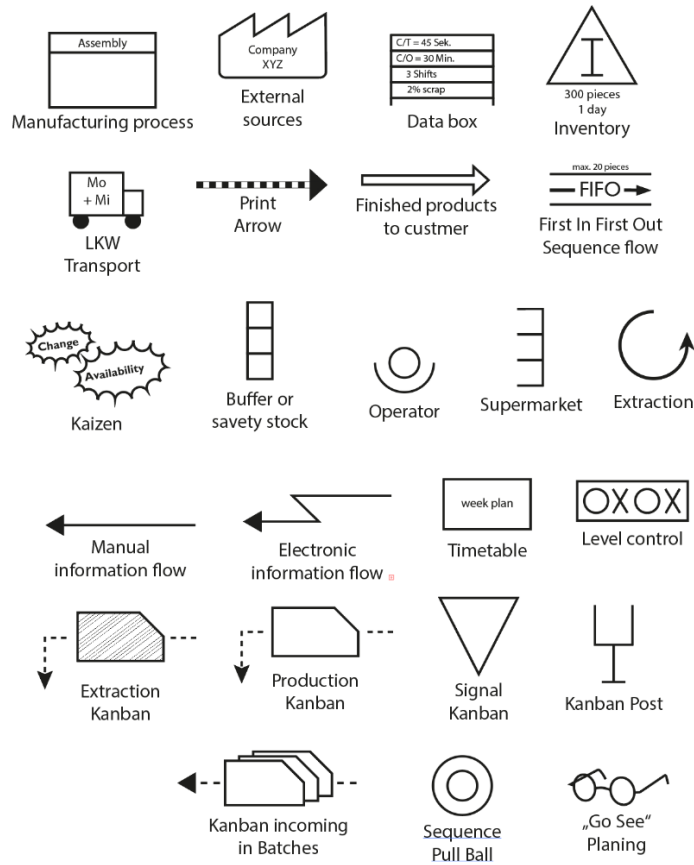 Assembly
Manufacturing process
Company
XYZ
External
sources
C/T = 45 Sek.
C/O = 30 Min.
3 Shifts
2% scrap
Data box
I
300 pieces
1 day
Inventory
Mo
+ Mi
LKW
Transport
Print
Arrow
Finished products
to custmer
max. 20 pieces
FIFO
First In First Out
Sequence flow
Change
Availability
Kaizen
Buffer or
savety stock
Operator
Supermarket
Extraction
Manual
information flow
Electronic
information flow
week plan
Timetable
OXOX
Level control
Extraction
Kanban
Production
Kanban
Signal
Kanban
Kanban Post
Kanban incoming
in Batches
Sequence
Pull Ball
„Go See“
Planing